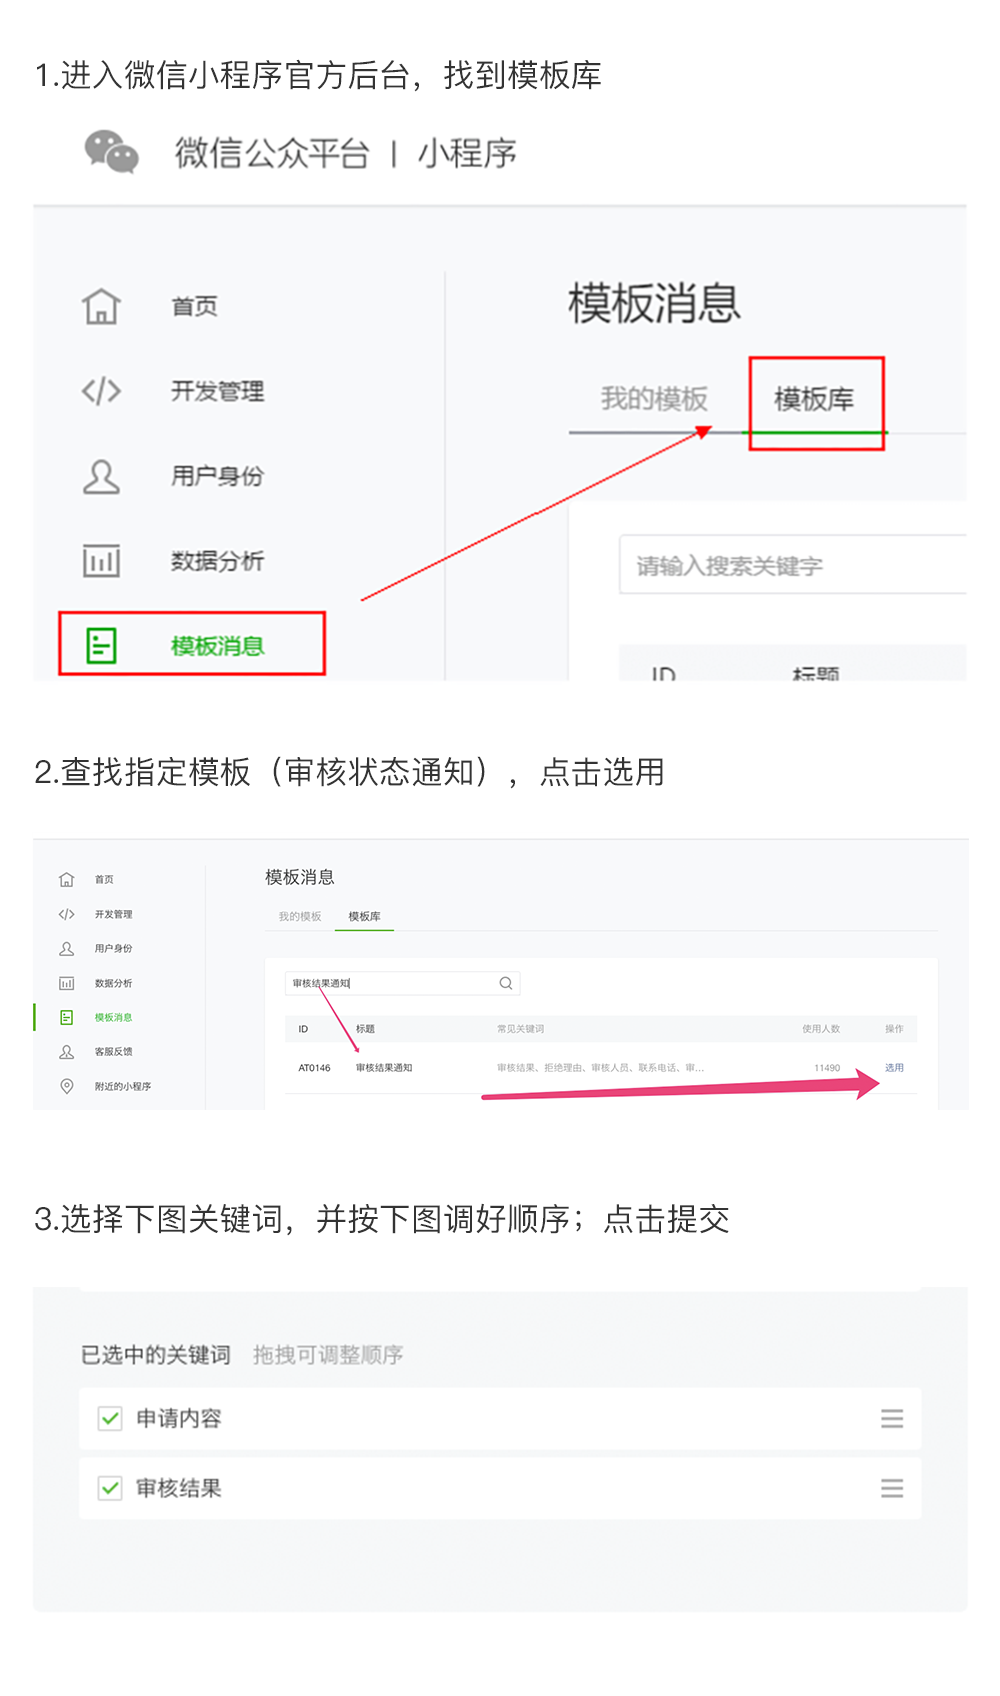 1.进入微信小程序官方后台，找到模板库
微信公众平台 | 小程序
首页
开发管理
用户身份
数据分析
模板消息
模板消息
我的模板 模板库
请输入搜索关键字
ID 标题
2.查找指定模板（审核状态通知），点击选用
首页
开发管理
用户身份
数据分析
模板消息
客服反馈
附近的小程序
模板消息
我的模板 模板库
审核结果通知
ID 标题 常见关键词 使用人数 操作
AT0146 审核结果通知 审核结果、拒绝理由、审核人员、联系电话、审... 11490 选用
3.选择下图关键词，并按下图调好顺序；点击提交
已选中的关键词 拖拽可调整顺序
申请内容
审核结果